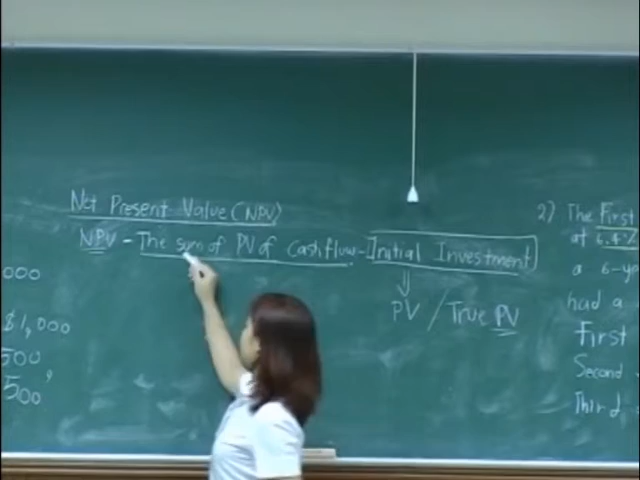 Net Present Value (NPV)
NPV - The sum of PV of Cashflow - Initial Investment
PV / True PV
000
$1,000
500
500
2) The First
at 6.4%
a 6-ye
had a
First
Second
Third